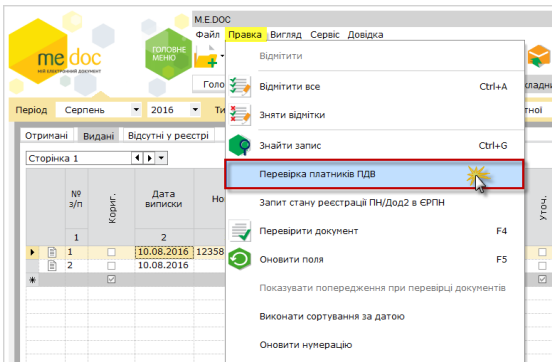 M.E.DOC
Файл Правка Вигляд Сервіс Довідка
me doc
мій електронний документ
ГОЛОВНЕ МЕНЮ
Голо
кладни
Період Серпень 2016 Ти
тної
Отримані Видані Відсутні у реєстрі
Сторінка 1
№ з/п Кориг. Дата виписки Но
Уточ.
1 2
1 10.08.2016 12358
2 10.08.2016
Відмітити
Відмітити все Ctrl+A
Зняти відмітки
Знайти запис Ctrl+G
Перевірка платників ПДВ
Запит стану реєстрації ПН/Дод2 в ЄРПН
Перевірити документ F4
Оновити поля F5
Показувати попередження при перевірці документів
Виконати сортування за датою
Оновити нумерацію